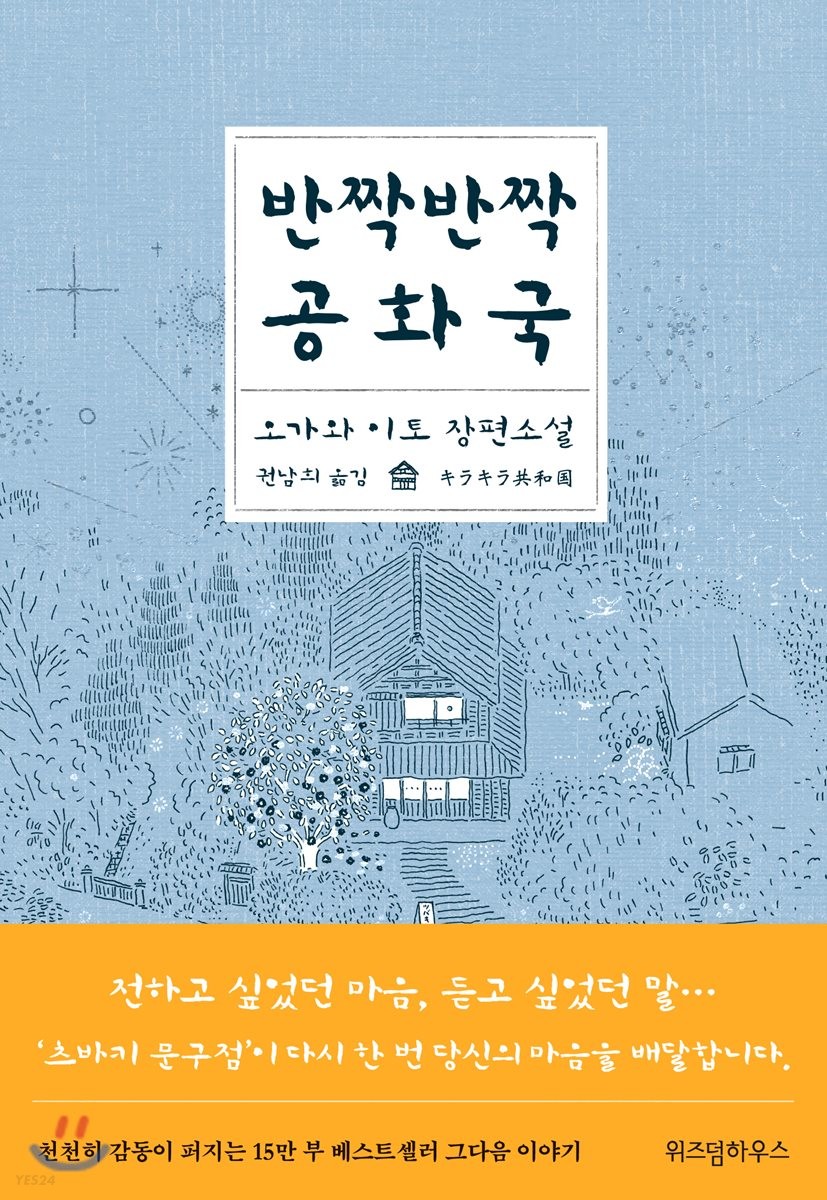 반짝반짝
공화국
오가와 이토 장편소설
권남희 옮김 キラキラ共和国
전하고 싶었던 마음, 듣고 싶었던 말…
‘츠바키 문구점’이 다시 한 번 당신의 마음을 배달합니다.
천천히 감동이 퍼지는 15만 부 베스트셀러 그다음 이야기 위즈덤하우스
YES24